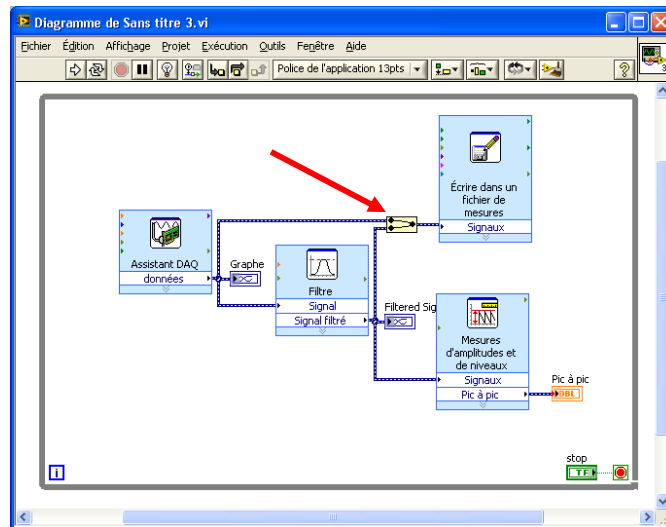 Diagramme de Sans titre 3.vi
Fichier Édition Affichage Projet Exécution Outils Fenêtre Aide
Police de l'application 13pts
?
3
Écrire dans un
fichier de
mesures
Signaux
Assistant DAQ
données
Graphe
Filtre
Signal
Signal filtré
Filtered Sig
Mesures
d'amplitudes et
de niveaux
Signaux
Pic à pic
Pic à pic
DBL
stop
TF
i